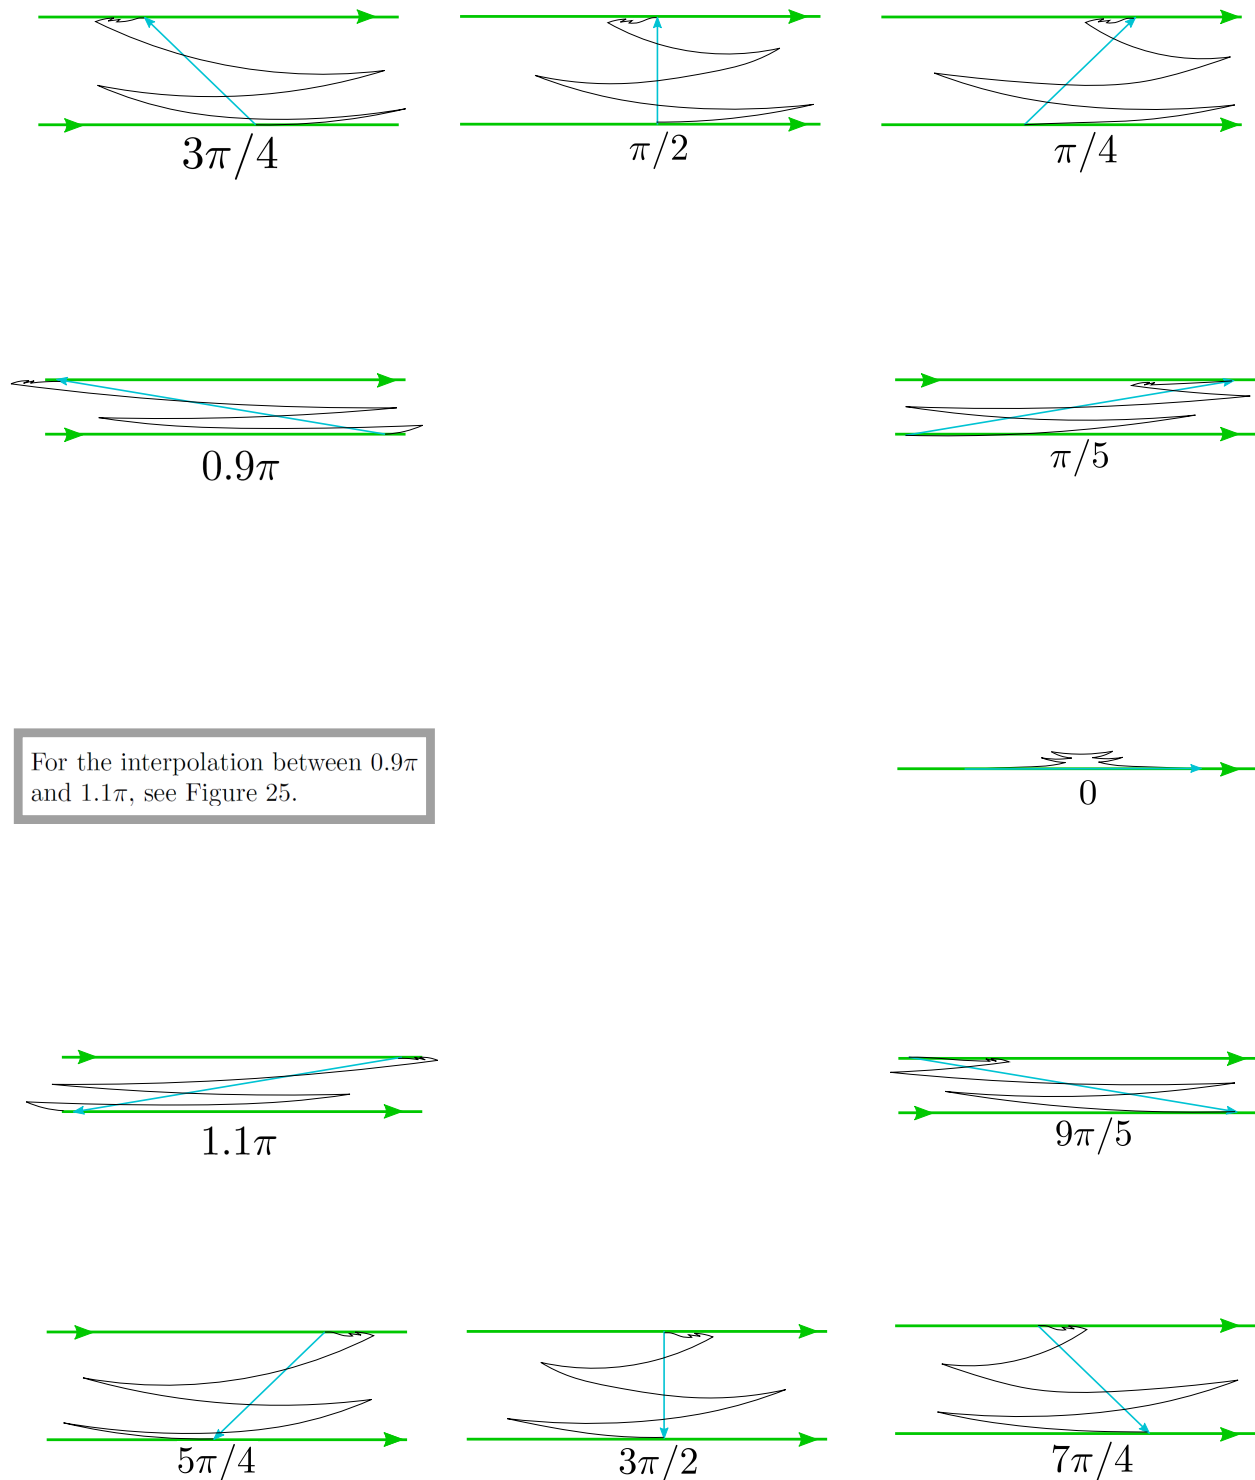 3π/4
π/2
π/4
0.9π
π/5
For the interpolation between 0.9π
and 1.1π, see Figure 25.
0
1.1π
9π/5
5π/4
3π/2
7π/4